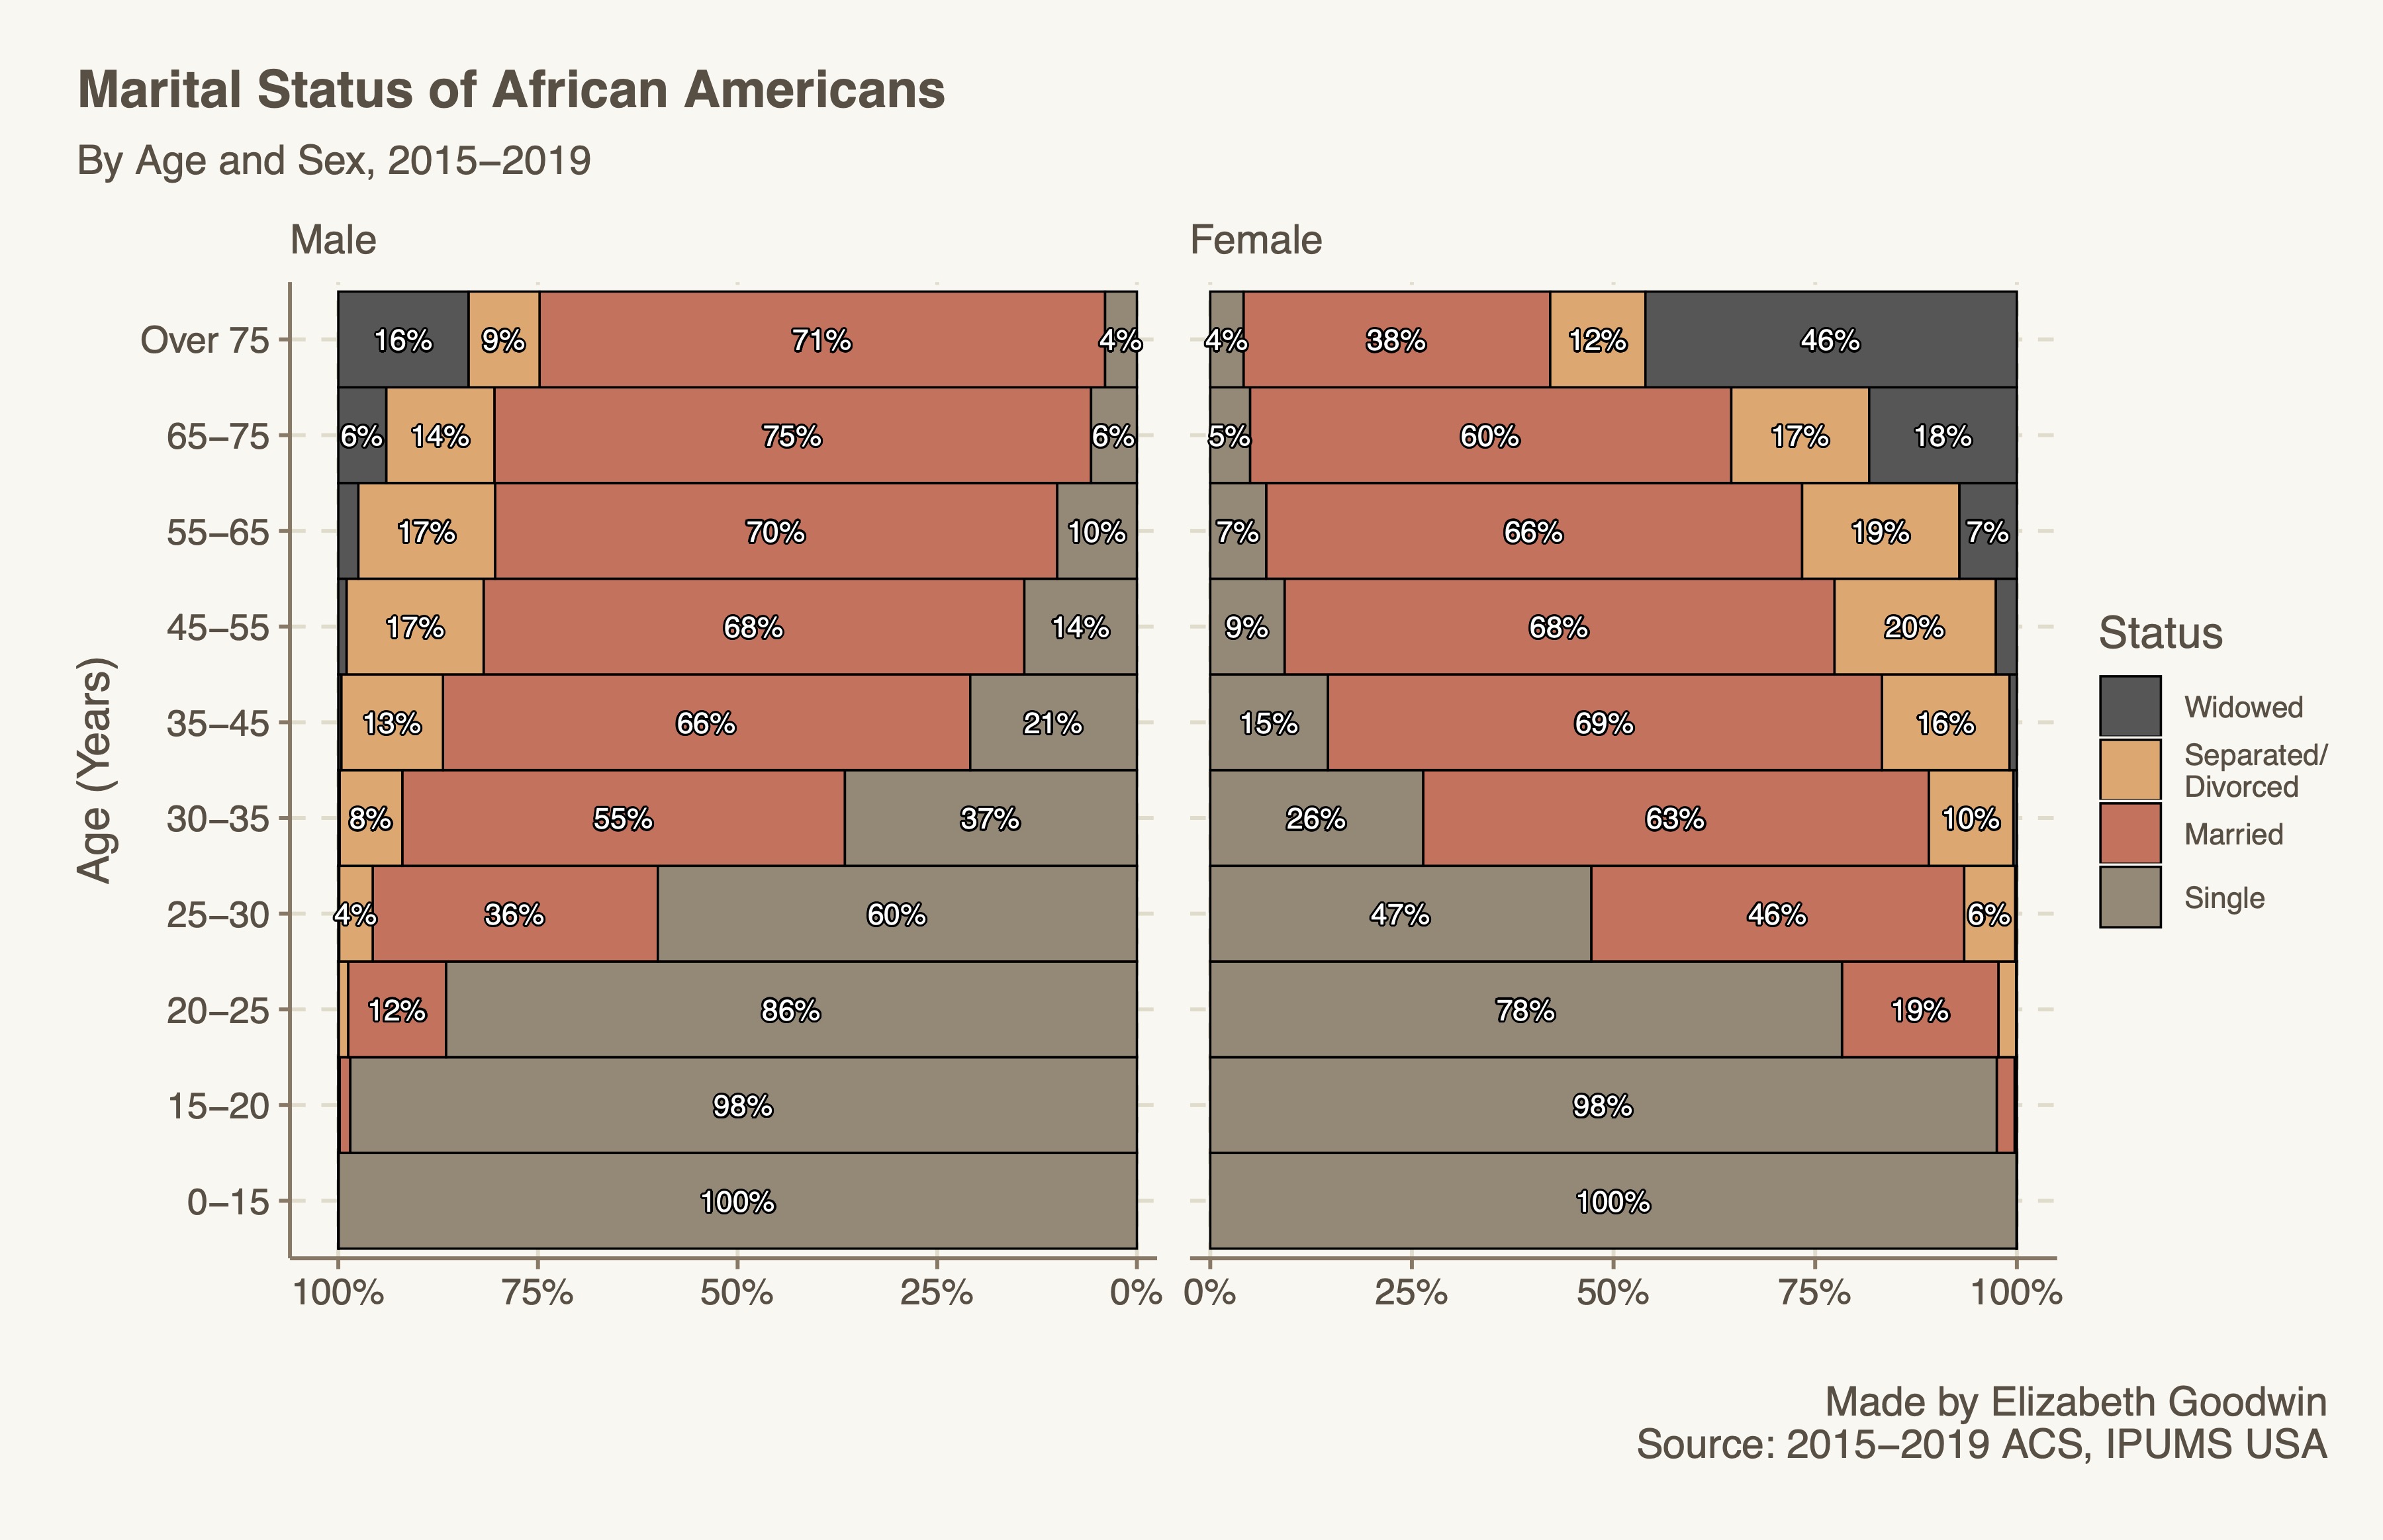 Marital Status of African Americans
By Age and Sex, 2015–2019
Male
Female
Age (Years)
Over 75
16% 9% 71% 4% 4% 38% 12% 46%
65–75
6% 14% 75% 6% 5% 60% 17% 18%
55–65
17% 70% 10% 7% 66% 19% 7%
45–55
17% 68% 14% 9% 68% 20%
35–45
13% 66% 21% 15% 69% 16%
30–35
8% 55% 37% 26% 63% 10%
25–30
4% 36% 60% 47% 46% 6%
20–25
12% 86% 78% 19%
15–20
98% 98%
0–15
100% 100%
100% 75% 50% 25% 0% 0% 25% 50% 75% 100%
Status
Widowed
Separated/
Divorced
Married
Single
Made by Elizabeth Goodwin
Source: 2015–2019 ACS, IPUMS USA